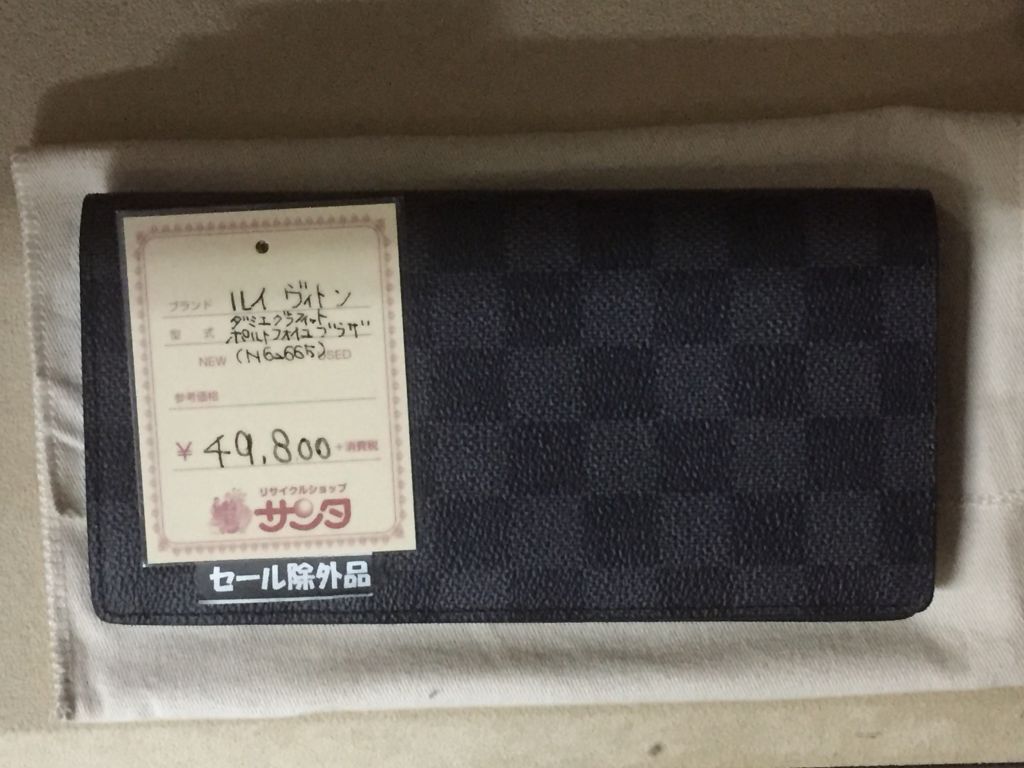 ブランド ルイ ヴィトン
ダミエグラフィット
型 式 ポルトフォイユブラザ
NEW (N62665) USED
参考価格
¥ 49,800 +消費税
リサイクルショップ
サンタ
セール除外品